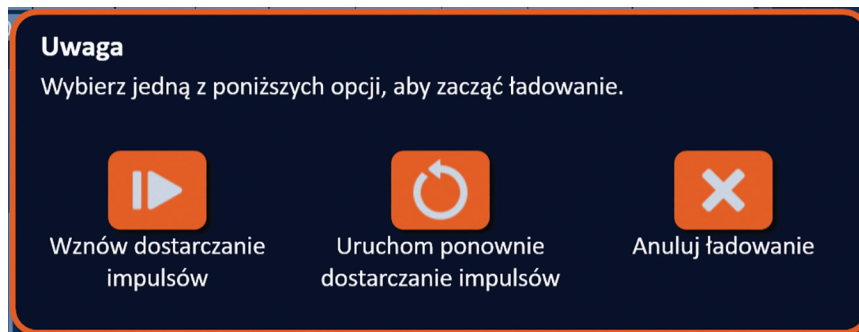 Uwaga
Wybierz jedną z poniższych opcji, aby zacząć ładowanie.
Wznów dostarczanie
impulsów
Uruchom ponownie
dostarczanie impulsów
Anuluj ładowanie